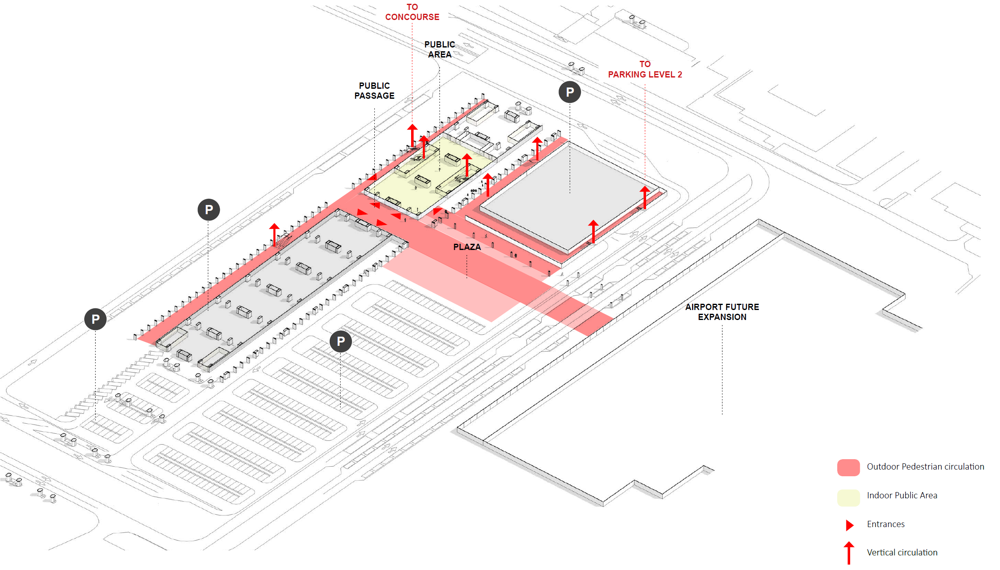 TO
CONCOURSE
PUBLIC
AREA
TO
PARKING LEVEL 2
PUBLIC
PASSAGE
P
P
PLAZA
AIRPORT FUTURE
EXPANSION
P
P
Outdoor Pedestrian circulation
Indoor Public Area
Entrances
Vertical circulation